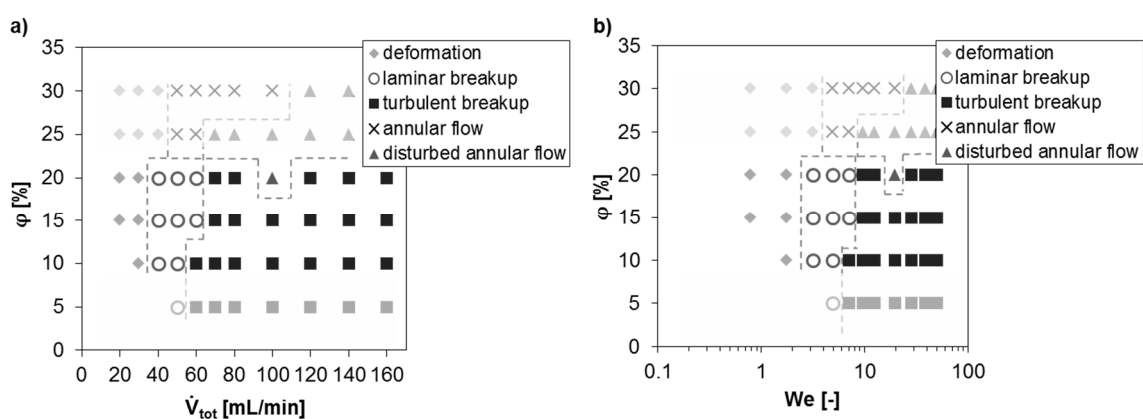 a)
35
30
25
20
15
10
5
0
φ [%]
0 20 40 60 80 100 120 140 160
V̇tot [mL/min]
deformation
laminar breakup
turbulent breakup
annular flow
disturbed annular flow
b)
35
30
25
20
15
10
5
0
φ [%]
0.1 1 10 100
We [-]
deformation
laminar breakup
turbulent breakup
annular flow
disturbed annular flow